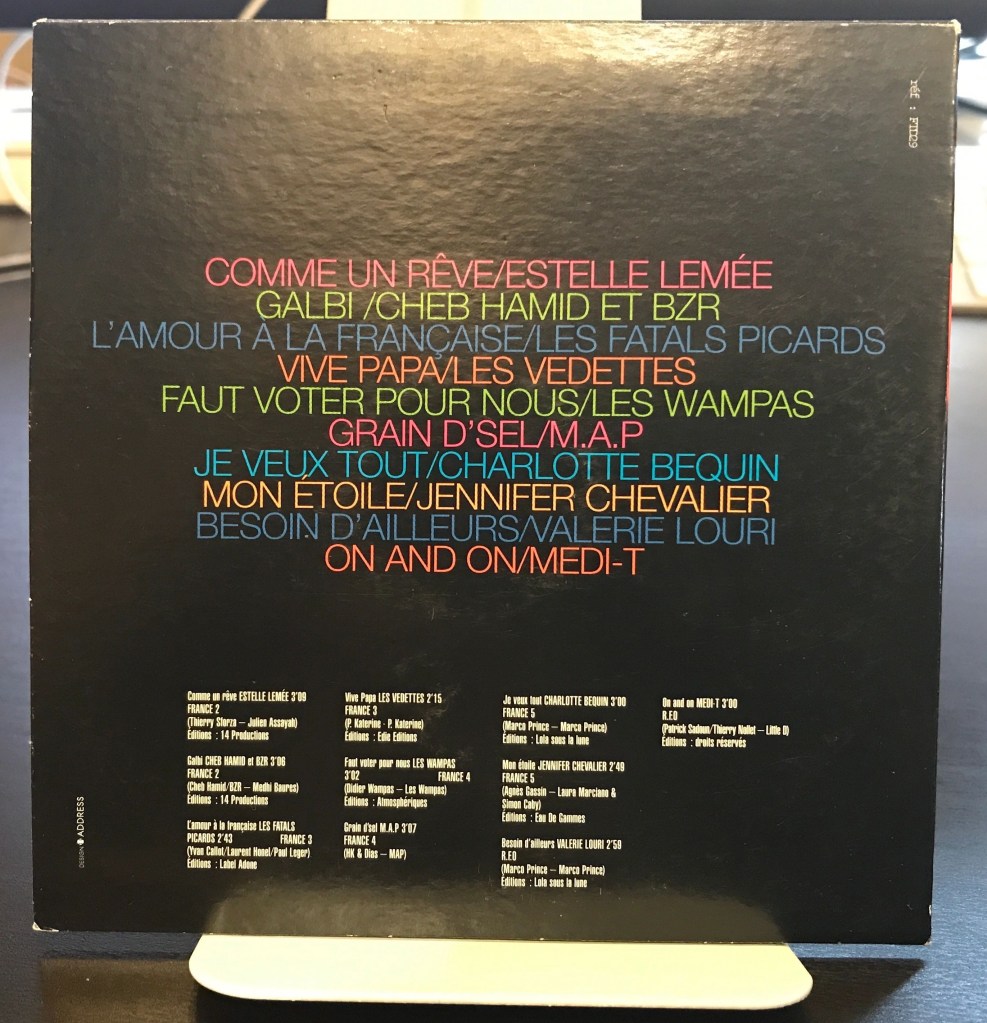 réf : FTD29
COMME UN RÊVE/ESTELLE LEMÉE
GALBI /CHEB HAMID ET BZR
L'AMOUR À LA FRANÇAISE/LES FATALS PICARDS
VIVE PAPA/LES VEDETTES
FAUT VOTER POUR NOUS/LES WAMPAS
GRAIN D'SEL/M.A.P
JE VEUX TOUT/CHARLOTTE BEQUIN
MON ÉTOILE/JENNIFER CHEVALIER
BESOIN D'AILLEURS/VALERIE LOURI
ON AND ON/MEDI-T
Comme un rêve ESTELLE LEMÉE 3'09
FRANCE 2
(Thierry Sforza – Julien Assayah)
Éditions : 14 Productions
Galbi CHEB HAMID et BZR 3'06
FRANCE 2
(Cheb Hamid/BZR – Medhi Baures)
Éditions : 14 Productions
L'amour à la française LES FATALS
PICARDS 2'43 FRANCE 3
(Yvan Callot/Laurent Honel/Paul Leger)
Éditions : Label Adone
Vive Papa LES VEDETTES 2'15
FRANCE 3
(P. Katerine - P. Katerine)
Éditions : Edie Editions
Faut voter pour nous LES WAMPAS
3'02 FRANCE 4
(Didier Wampas – Les Wampas)
Éditions : Atmosphériques
Grain d'sel M.A.P 3'07
FRANCE 4
(HK & Dias – MAP)
Je veux tout CHARLOTTE BEQUIN 3'00
FRANCE 5
(Marco Prince – Marco Prince)
Éditions : Lola sous la lune
Mon étoile JENNIFER CHEVALIER 2'49
FRANCE 5
(Agnès Gassin – Laura Marciano &
Simon Caby)
Éditions : Eau De Gammes
Besoin d'ailleurs VALERIE LOURI 2'59
R.F.O
(Marco Prince – Marco Prince)
Éditions : Lola sous la lune
On and on MEDI-T 3'00
R.F.O
(Patrick Sadoun/Thierry Nollet – Little D)
Éditions : droits réservés
DESIGN ADDRESS